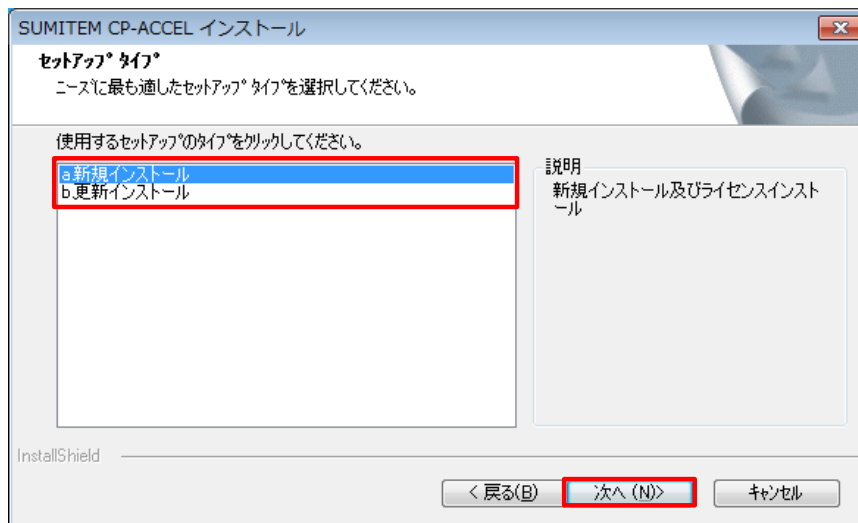 SUMITEM CP-ACCEL インストール
セットアップ タイプ
ニーズに最も適したセットアップ タイプを選択してください。
使用するセットアップのタイプをクリックしてください。
a.新規インストール
b.更新インストール
説明
新規インストール及びライセンスインスト
ール
InstallShield
< 戻る(B)
次へ (N)>
キャンセル